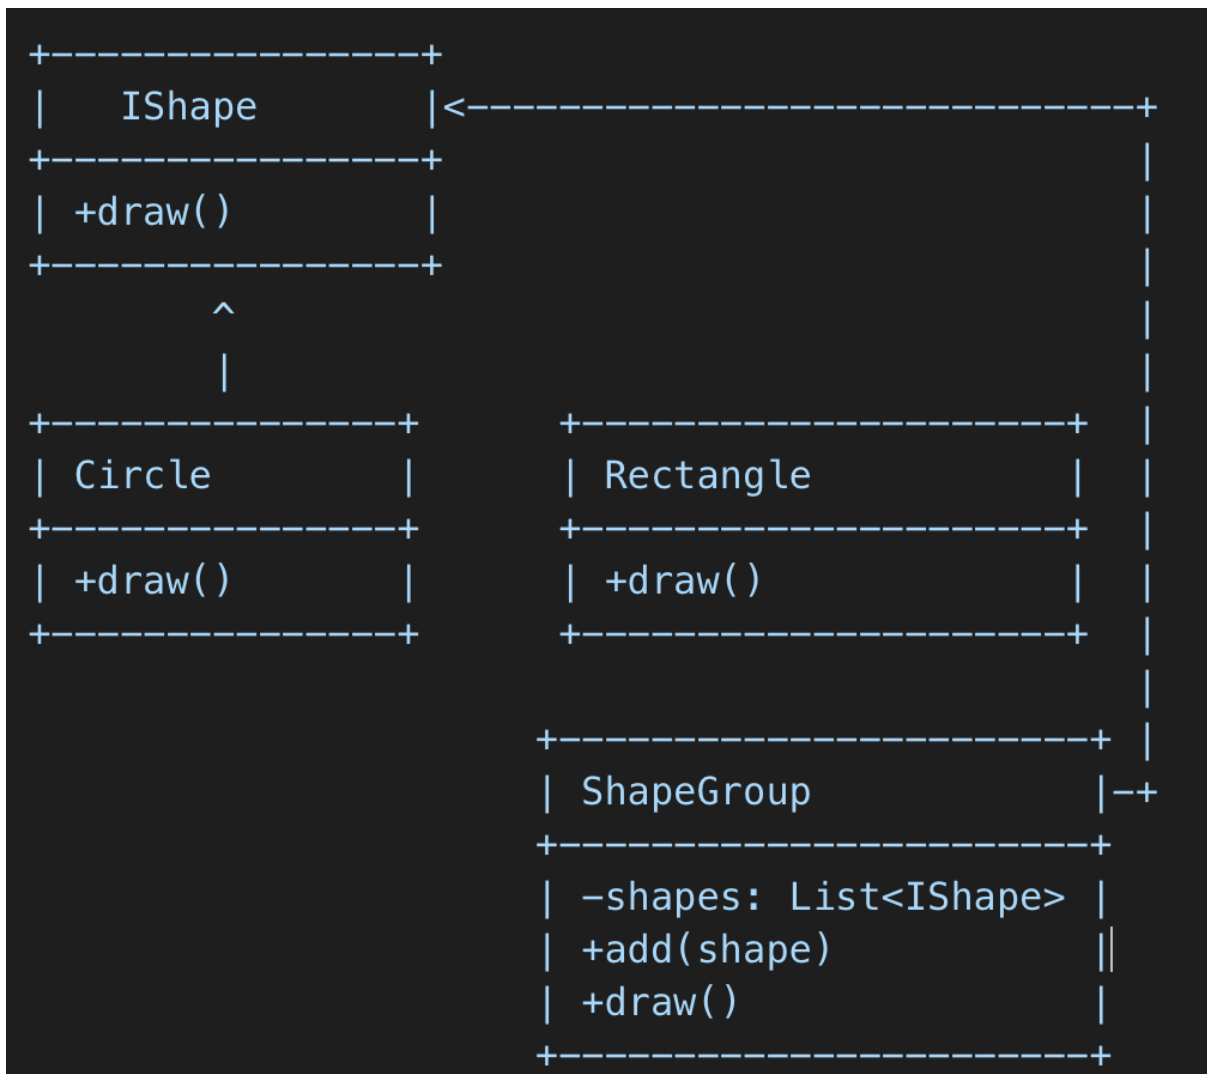 +----------------+
|   IShape       |<-----------------------------+
+----------------+                              |
| +draw()        |                              |
+----------------+                              |
        ^                                       |
        |                                       |
+---------------+      +---------------------+  |
| Circle        |      | Rectangle           |  |
+---------------+      +---------------------+  |
| +draw()       |      | +draw()             |  |
+---------------+      +---------------------+  |
                                                |
                      +-----------------------+ |
                      | ShapeGroup            |-+
                      +-----------------------+
                      | -shapes: List<IShape> |
                      | +add(shape)           |
                      | +draw()               |
                      +-----------------------+